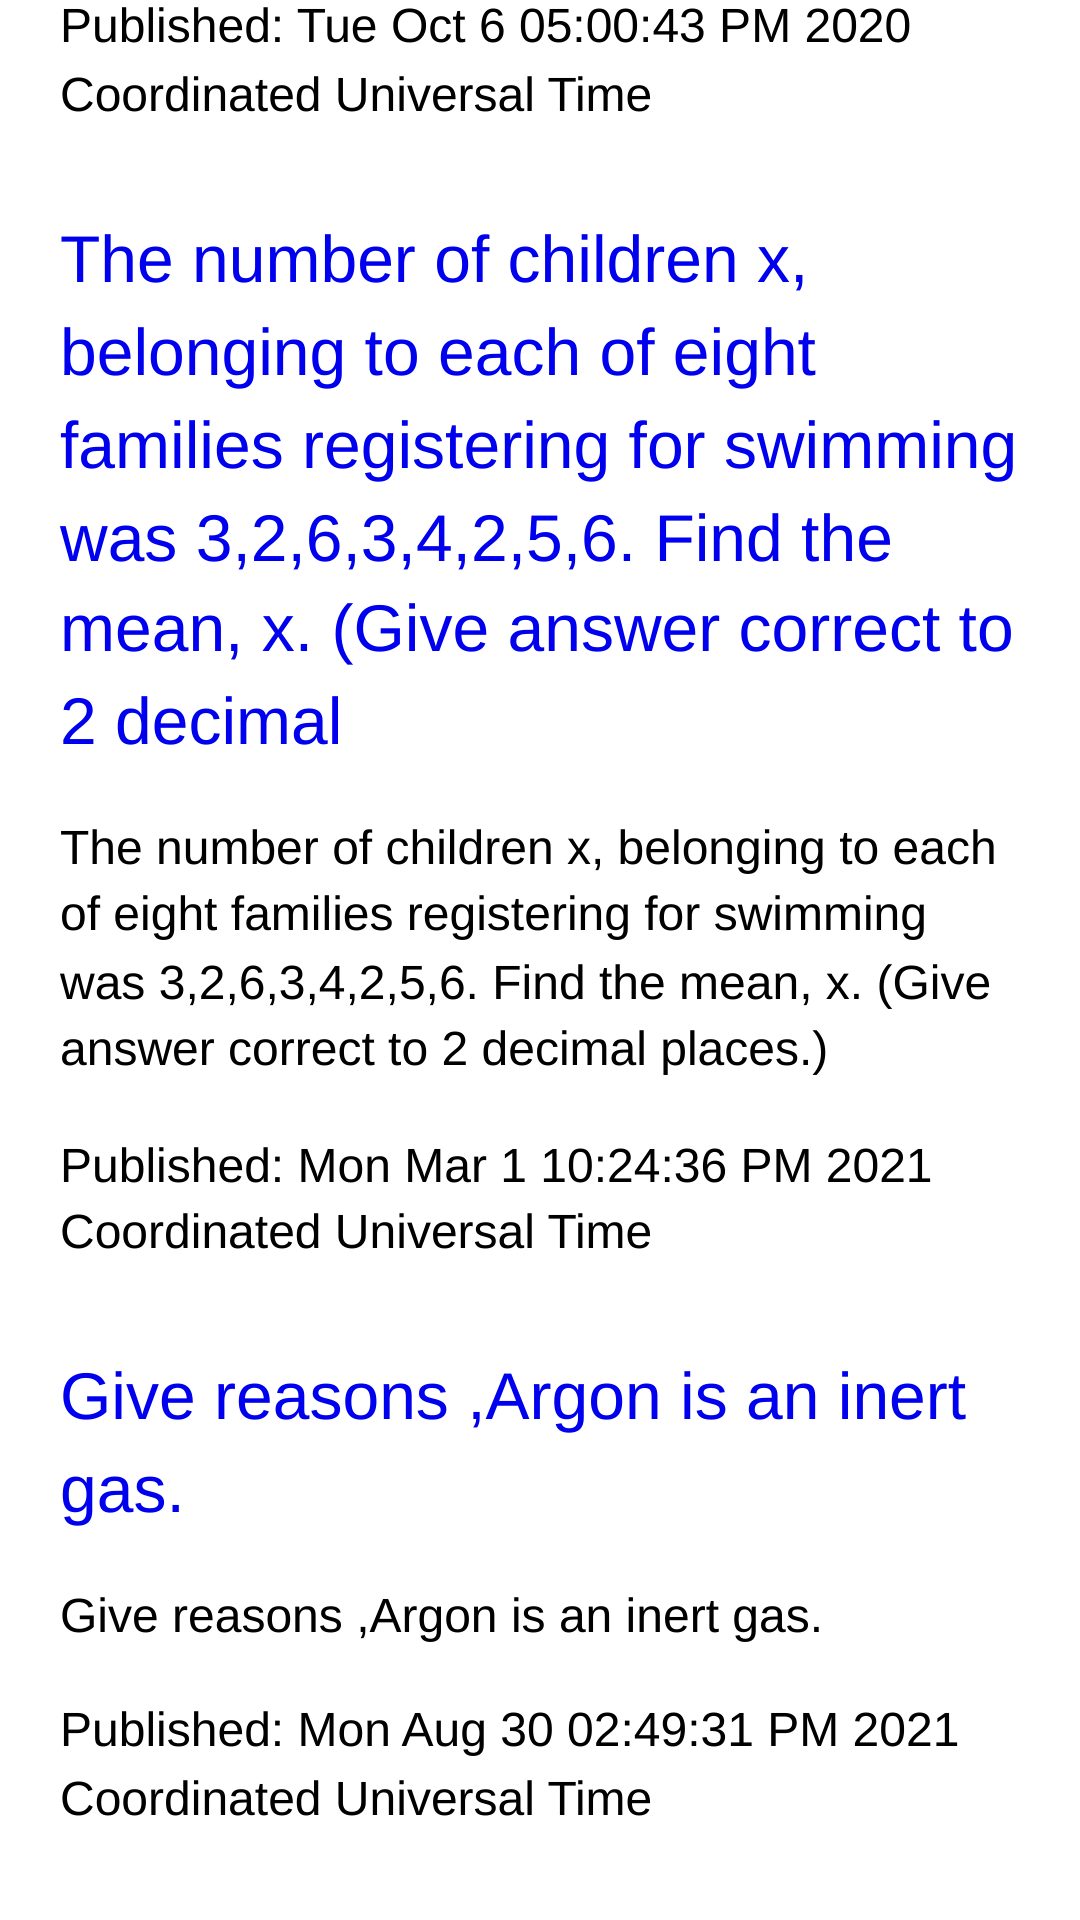 Published: Tue Oct 6 05:00:43 PM 2020
Coordinated Universal Time
The number of children x,
belonging to each of eight
families registering for swimming
was 3,2,6,3,4,2,5,6. Find the
mean, x. (Give answer correct to
2 decimal
The number of children x, belonging to each
of eight families registering for swimming
was 3,2,6,3,4,2,5,6. Find the mean, x. (Give
answer correct to 2 decimal places.)
Published: Mon Mar 1 10:24:36 PM 2021
Coordinated Universal Time
Give reasons ,Argon is an inert
gas.
Give reasons ,Argon is an inert gas.
Published: Mon Aug 30 02:49:31 PM 2021
Coordinated Universal Time